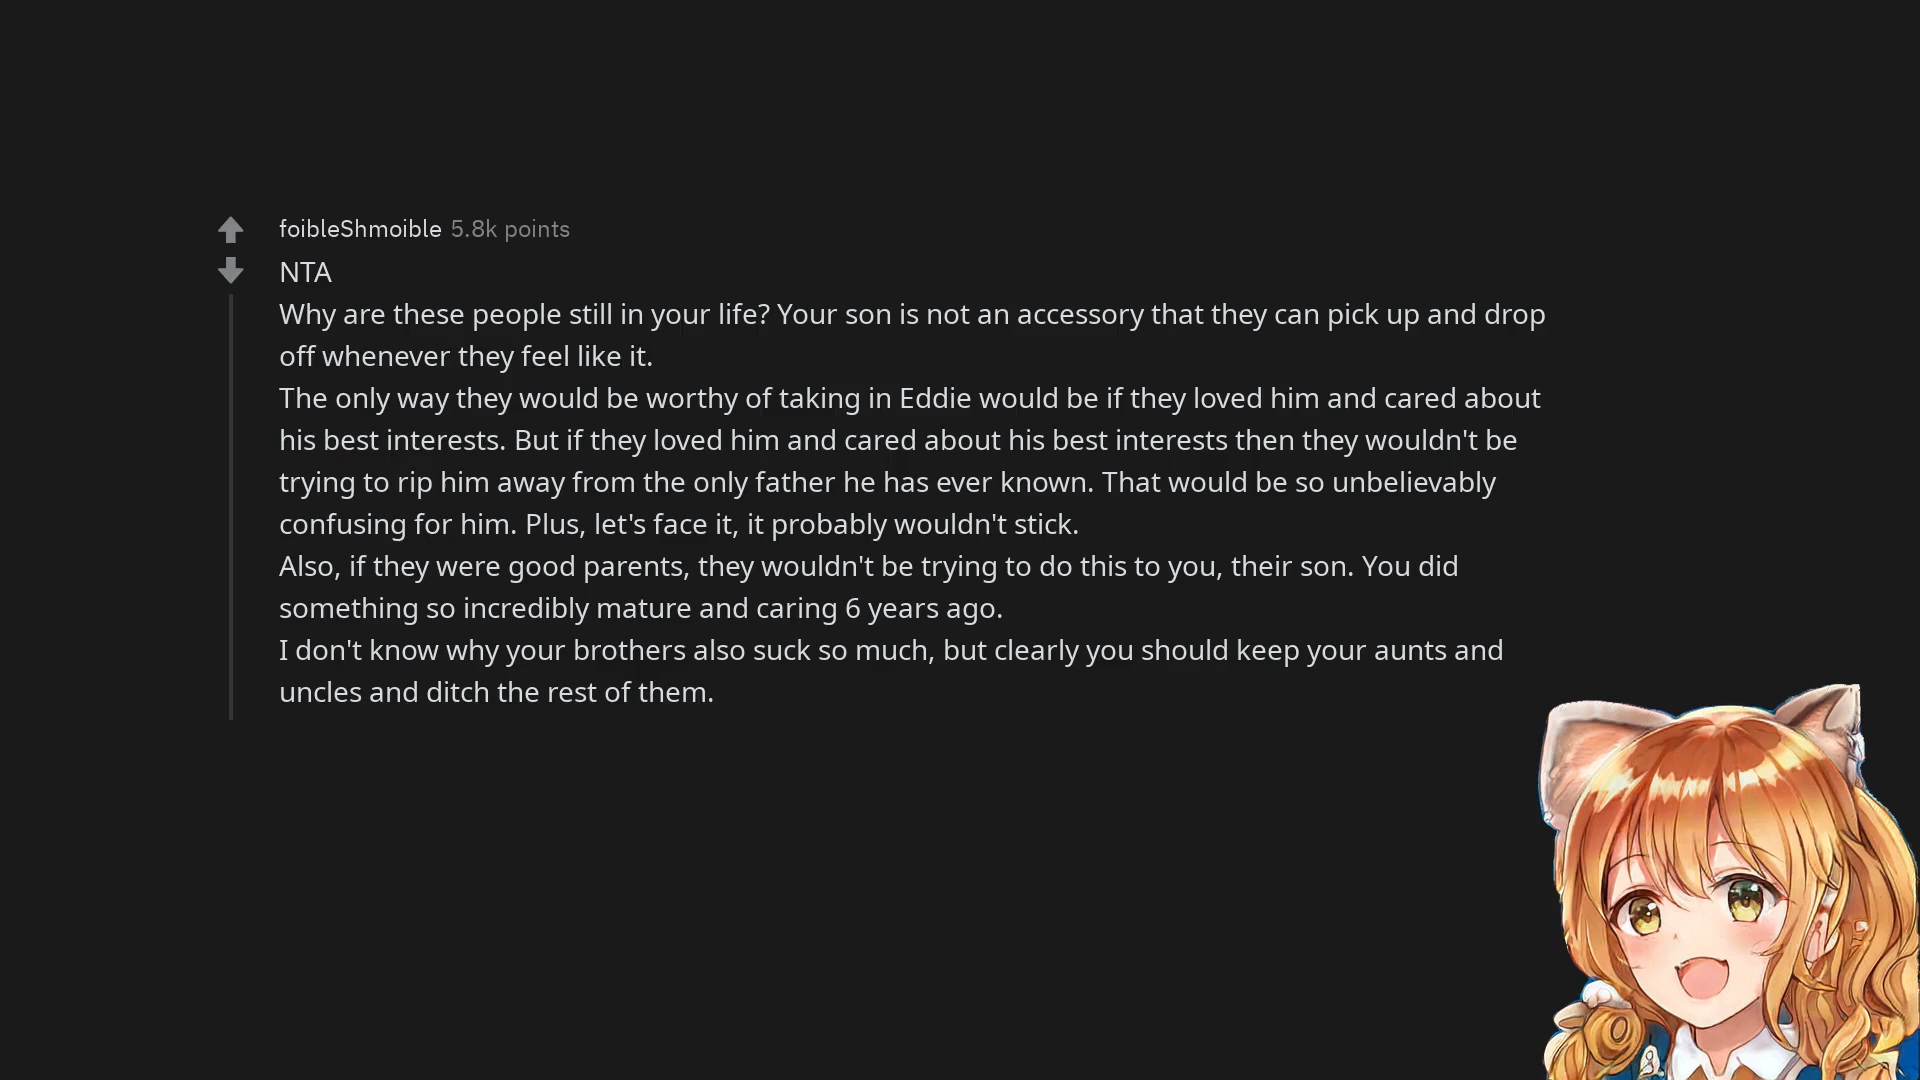 foibleShmoible 5.8k points
NTA
Why are these people still in your life? Your son is not an accessory that they can pick up and drop
off whenever they feel like it.
The only way they would be worthy of taking in Eddie would be if they loved him and cared about
his best interests. But if they loved him and cared about his best interests then they wouldn't be
trying to rip him away from the only father he has ever known. That would be so unbelievably
confusing for him. Plus, let's face it, it probably wouldn't stick.
Also, if they were good parents, they wouldn't be trying to do this to you, their son. You did
something so incredibly mature and caring 6 years ago.
I don't know why your brothers also suck so much, but clearly you should keep your aunts and
uncles and ditch the rest of them.